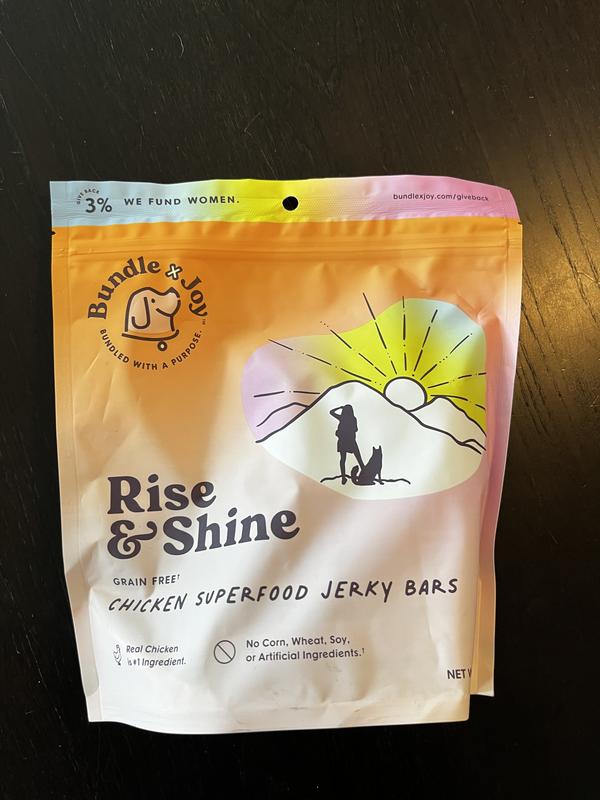 GIVE BACK
3% WE FUND WOMEN.
bundlexjoy.com/giveback
Bundle x Joy
BUNDLED WITH A PURPOSE.
Rise
& Shine
GRAIN FREE†
CHICKEN SUPERFOOD JERKY BARS
Real Chicken
is #1 Ingredient.
No Corn, Wheat, Soy,
or Artificial Ingredients.†
NET